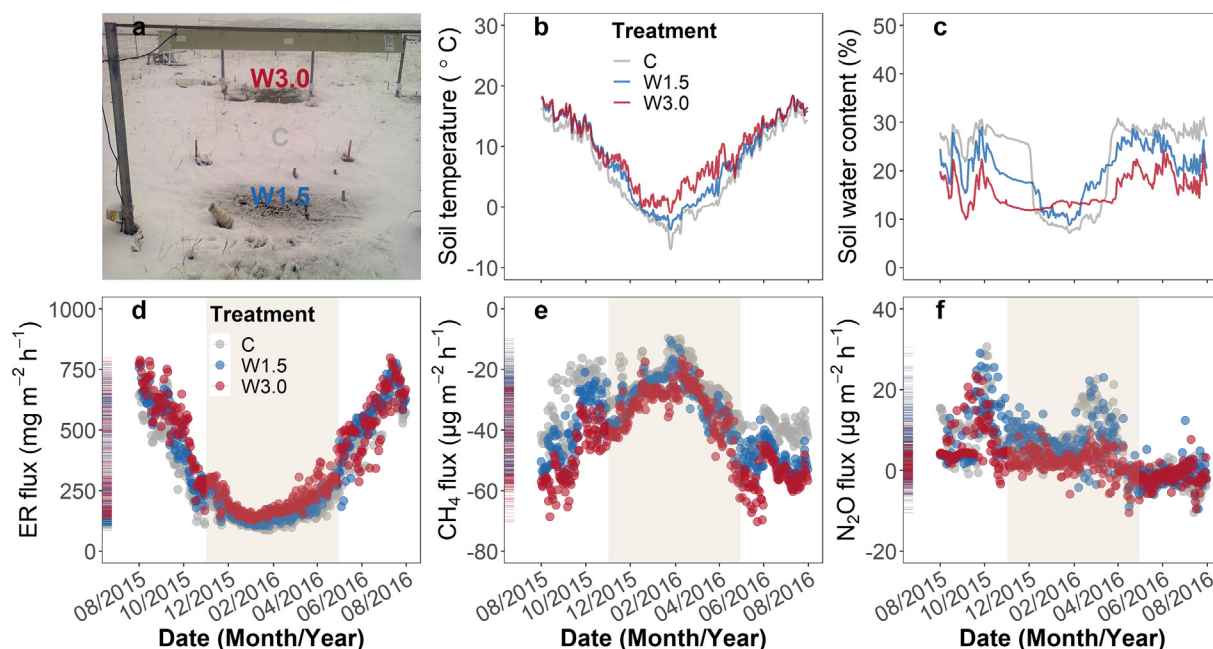 a
W3.0
C
W1.5
b
Treatment
C
W1.5
W3.0
Soil temperature ( ° C)
30
20
10
0
-10
c
Soil water content (%)
50
40
30
20
10
0
d
Treatment
C
W1.5
W3.0
ER flux (mg m⁻² h⁻¹)
1000
750
500
250
0
08/2015
10/2015
12/2015
02/2016
04/2016
06/2016
08/2016
Date (Month/Year)
e
CH₄ flux (µg m⁻² h⁻¹)
0
-20
-40
-60
-80
08/2015
10/2015
12/2015
02/2016
04/2016
06/2016
08/2016
Date (Month/Year)
f
N₂O flux (µg m⁻² h⁻¹)
40
20
0
-20
08/2015
10/2015
12/2015
02/2016
04/2016
06/2016
08/2016
Date (Month/Year)